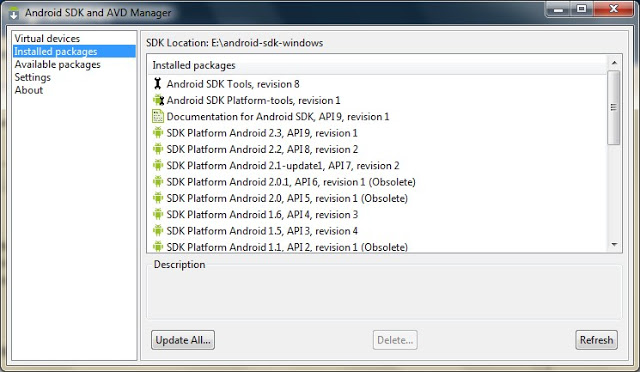 Android SDK and AVD Manager
Virtual devices
Installed packages
Available packages
Settings
About
SDK Location: E:\android-sdk-windows
Installed packages
Android SDK Tools, revision 8
Android SDK Platform-tools, revision 1
Documentation for Android SDK, API 9, revision 1
SDK Platform Android 2.3, API 9, revision 1
SDK Platform Android 2.2, API 8, revision 2
SDK Platform Android 2.1-update1, API 7, revision 2
SDK Platform Android 2.0.1, API 6, revision 1 (Obsolete)
SDK Platform Android 2.0, API 5, revision 1 (Obsolete)
SDK Platform Android 1.6, API 4, revision 3
SDK Platform Android 1.5, API 3, revision 4
SDK Platform Android 1.1, API 2, revision 1 (Obsolete)
Description
Update All...
Delete...
Refresh